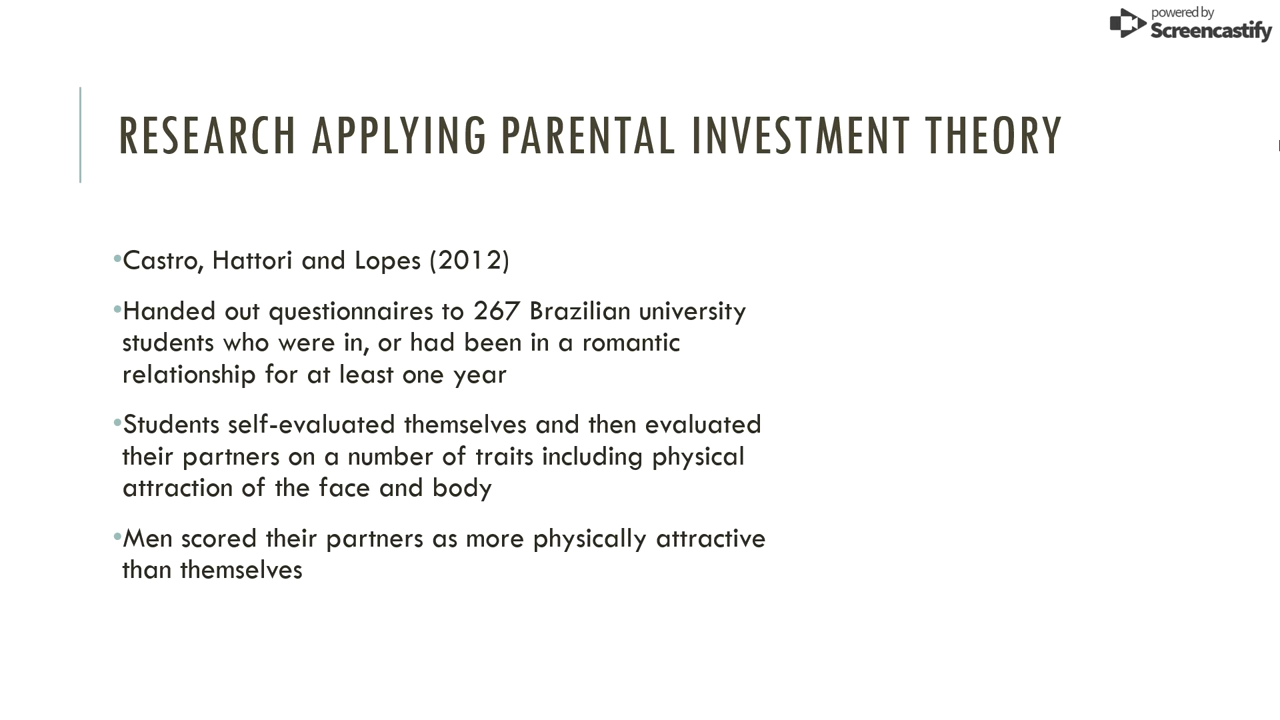 powered by
Screencastify
RESEARCH APPLYING PARENTAL INVESTMENT THEORY
•Castro, Hattori and Lopes (2012)
•Handed out questionnaires to 267 Brazilian university
students who were in, or had been in a romantic
relationship for at least one year
•Students self-evaluated themselves and then evaluated
their partners on a number of traits including physical
attraction of the face and body
•Men scored their partners as more physically attractive
than themselves